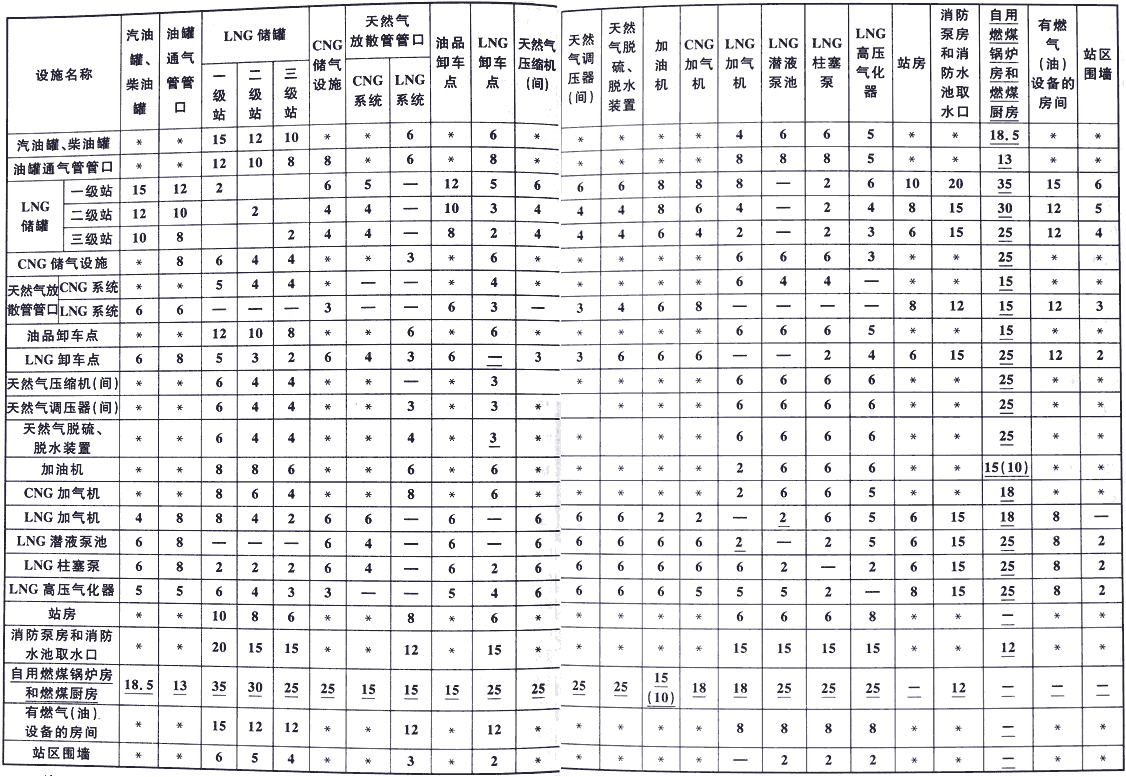 设施名称 汽油罐、柴油罐 油罐通气管管口 LNG 储罐 一级站 二级站 三级站 CNG储气设施 天然气放散管管口 CNG系统 LNG系统 油品卸车点 LNG卸车点 天然气压缩机(间) 天然气调压器(间) 天然气脱硫、脱水装置 加油机 CNG加气机 LNG加气机 LNG潜液泵池 LNG柱塞泵 LNG高压气化器 站房 消防泵房和消防水池取水口 自用燃煤锅炉房和燃煤厨房 有燃气(油)设备的房间 站区围墙
汽油罐、柴油罐 * * 15 12 10 * * 6 * 6 * * * * * 4 6 6 5 * * 18.5 * *
油罐通气管管口 * * 12 10 8 8 * 6 * 8 * * * * * 8 8 8 5 * * 13 * *
LNG储罐 一级站 15 12 2 6 5 — 12 5 6 6 6 8 8 8 — 2 6 10 20 35 15 6
二级站 12 10 2 4 4 — 10 3 4 4 4 8 6 4 — 2 4 8 15 30 12 5
三级站 10 8 2 4 4 — 8 2 4 4 4 6 4 2 — 2 3 6 15 25 12 4
CNG 储气设施 * 8 6 4 4 * * 3 * 6 * * * * * 6 6 6 3 * * 25 * *
天然气放散管管口 CNG 系统 * * 5 4 4 * — — * 4 * * * * * 6 4 4 — * * 15 * *
LNG 系统 6 6 — — — 3 — — 6 3 — 3 4 6 8 — — — — 8 12 15 12 3
油品卸车点 * * 12 10 8 * * 6 * 6 * * * * * 6 6 6 5 * * 15 * *
LNG 卸车点 6 8 5 3 2 6 4 3 6 — 3 3 6 6 6 — — 2 4 6 15 25 12 2
天然气压缩机(间) * * 6 4 4 * * — * 3 * * * * * 6 6 6 6 * * 25 * *
天然气调压器(间) * * 6 4 4 * * 3 * 3 * * * * 6 6 6 6 * * 25 * *
天然气脱硫、脱水装置 * * 6 4 4 * * 4 * 3 * * * * 6 6 6 6 * * 25 * *
加油机 * * 8 8 6 * * 6 * 6 * * * * * 2 6 6 6 * * 15(10) * *
CNG 加气机 * * 8 6 4 * * 8 * 6 * * * * * 2 6 6 5 * * 18 * *
LNG 加气机 4 8 8 4 2 6 6 — 6 — 6 6 6 2 2 — 2 6 5 6 15 18 8 —
LNG 潜液泵池 6 8 — — — 6 4 — 6 — 6 6 6 6 6 2 — 2 5 6 15 25 8 2
LNG 柱塞泵 6 8 2 2 2 6 4 — 6 2 6 6 6 6 6 6 2 — 2 6 15 25 8 2
LNG 高压气化器 5 5 6 4 3 3 — — 5 4 6 6 6 6 5 5 5 2 — 8 15 25 8 2
站房 * * 10 8 6 * * 8 * 6 * * * * * 6 6 6 8 * * — * *
消防泵房和消防水池取水口 * * 20 15 15 * * 12 * 15 * * * * * 15 15 15 15 * * 12 * *
自用燃煤锅炉房和燃煤厨房 18.5 13 35 30 25 25 15 15 15 25 25 25 25 15(10) 18 18 25 25 25 — 12 — — —
有燃气(油)设备的房间 * * 15 12 12 * * 12 * 12 * * * * * 8 8 8 8 * * — * *
站区围墙 * * 6 5 4 * * 3 * 2 * * * * * — 2 2 2 * * — * *